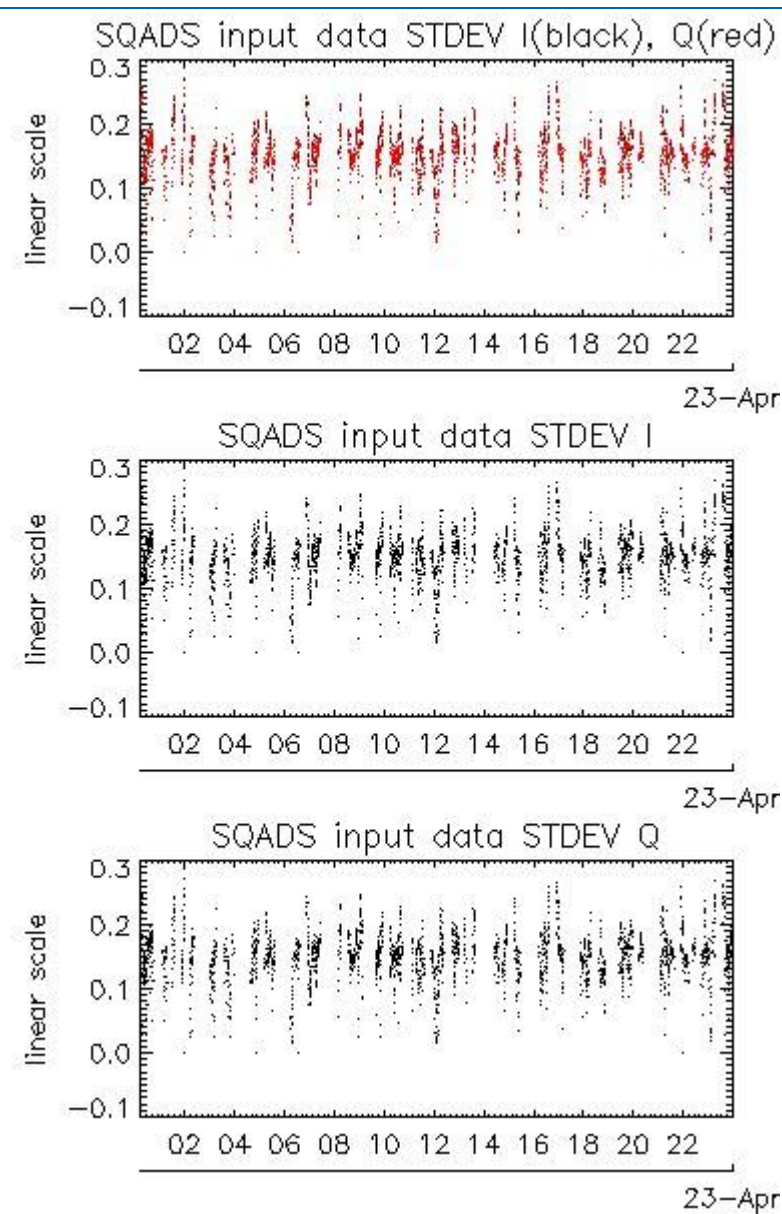 SQADS input data STDEV I(black), Q(red)
0.3
0.2
0.1
0.0
-0.1
linear scale
02 04 06 08 10 12 14 16 18 20 22
23-Apr
SQADS input data STDEV I
0.3
0.2
0.1
0.0
-0.1
linear scale
02 04 06 08 10 12 14 16 18 20 22
23-Apr
SQADS input data STDEV Q
0.3
0.2
0.1
0.0
-0.1
linear scale
02 04 06 08 10 12 14 16 18 20 22
23-Apr